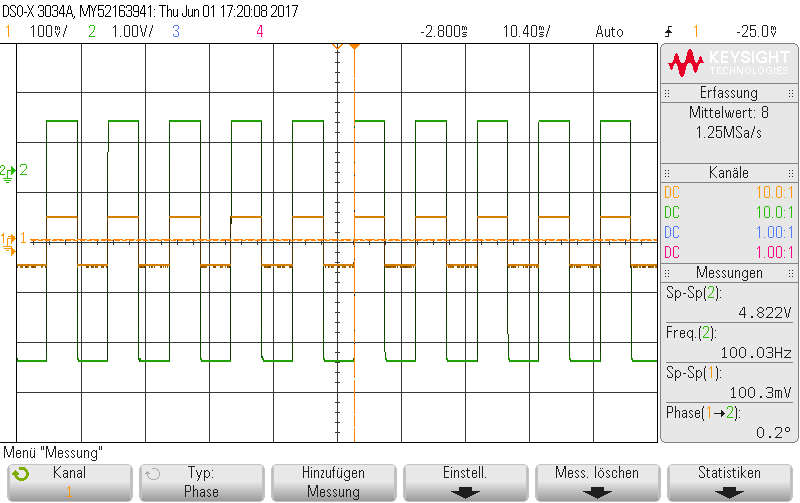 DSO-X 3034A, MY52163941: Thu Jun 01 17:20:08 2017
1 100mV/ 2 1.00V/ 3 4 -2.800ms 10.40ms/ Auto 1 -25.0mV
KEYSIGHT
TECHNOLOGIES
Erfassung
Mittelwert: 8
1.25MSa/s
Kanäle
DC 10.0:1
DC 10.0:1
DC 1.00:1
DC 1.00:1
Messungen
Sp-Sp(2):
4.822V
Freq.(2):
100.03Hz
Sp-Sp(1):
100.3mV
Phase(1→2):
0.2°
2 2
1 1
Menü "Messung"
Kanal
1
Typ:
Phase
Hinzufügen
Messung
Einstell.
Mess. löschen
Statistiken